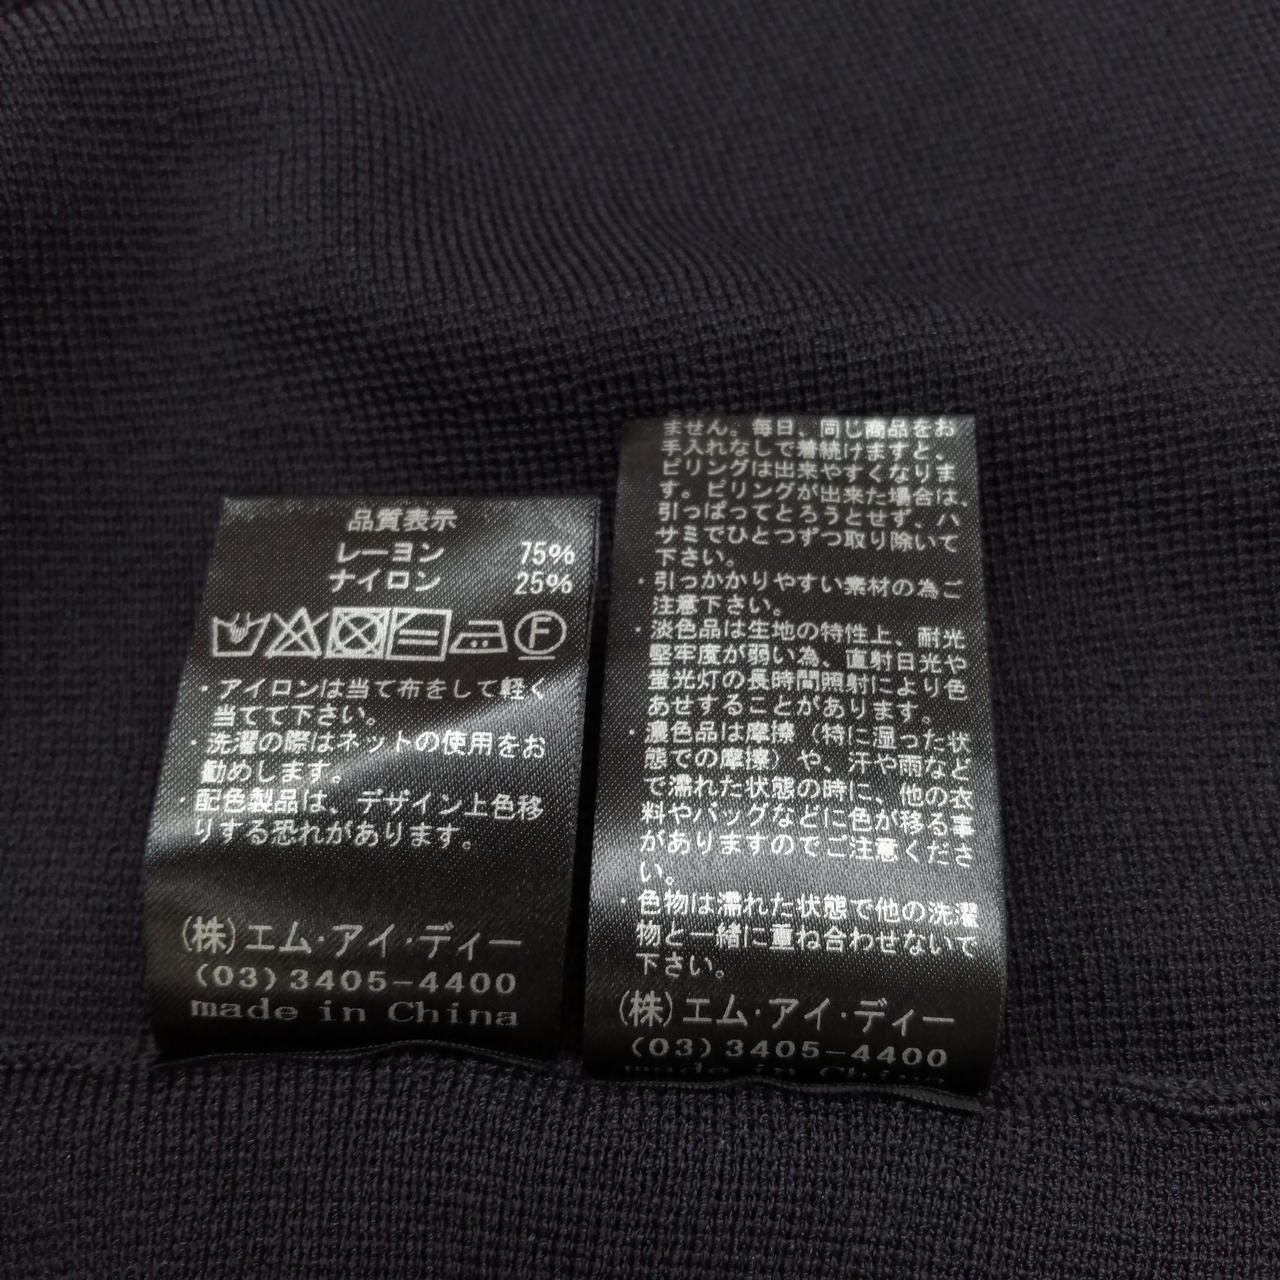 品質表示
レーヨン 75%
ナイロン 25%
F
・アイロンは当て布をして軽く
当てて下さい。
・洗濯の際はネットの使用をお
勧めします。
・配色製品は、デザイン上色移
りする恐れがあります。
(株)エム・アイ・ディー
(03)3405-4400
made in China
ません。毎日、同じ商品をお
手入れなしで着続けますと、
ピリングは出来やすくなりま
す。ピリングが出来た場合は、
引っぱってとろうとせず、ハ
サミでひとつずつ取り除いて
下さい。
・引っかかりやすい素材の為ご
注意下さい。
・淡色品は生地の特性上、耐光
堅牢度が弱い為、直射日光や
蛍光灯の長時間照射により色
あせすることがあります。
・濃色品は摩擦(特に湿った状
態での摩擦)や、汗や雨など
で濡れた状態の時に、他の衣
料やバッグなどに色が移る事
がありますのでご注意くださ
い。
・色物は濡れた状態で他の洗濯
物と一緒に重ね合わせないで
下さい。
(株)エム・アイ・ディー
(03)3405-4400
made in China